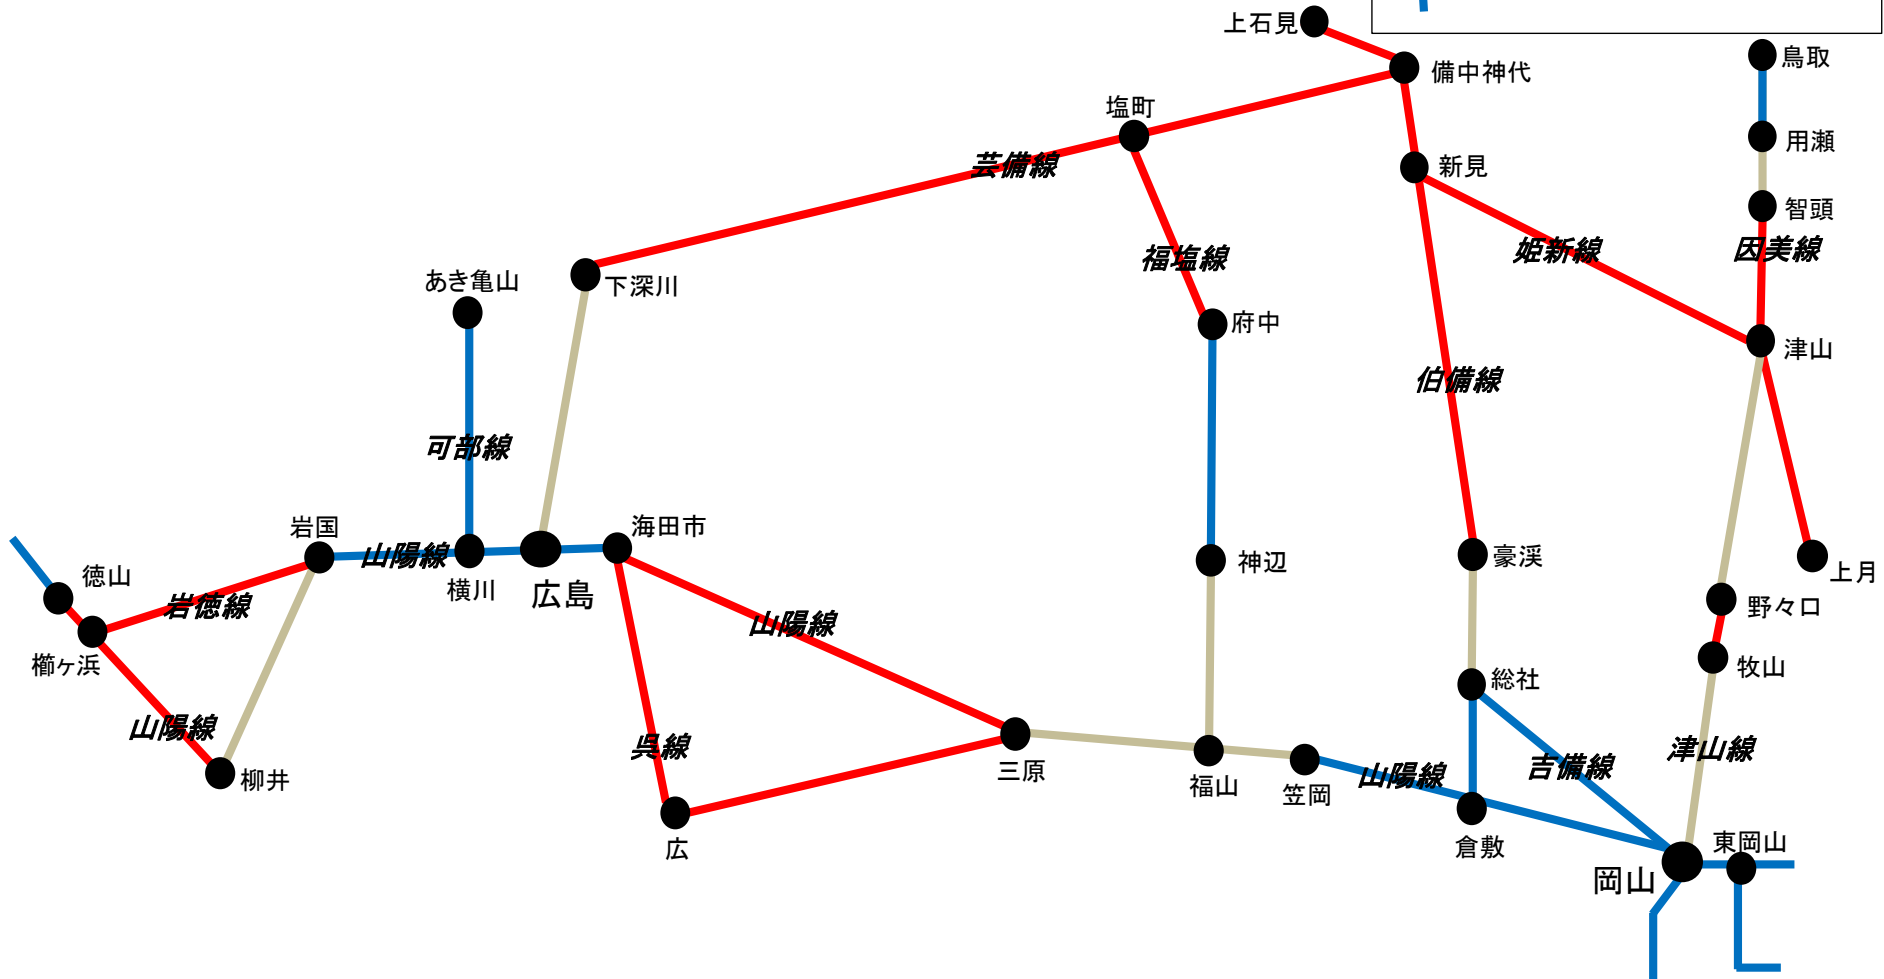 上石見
鳥取
備中神代
塩町
用瀬
芸備線
新見
智頭
福塩線
姫新線
因美線
あき亀山
下深川
府中
津山
伯備線
可部線
岩国
海田市
山陽線
豪渓
神辺
上月
徳山
横川
広島
岩徳線
野々口
山陽線
櫛ヶ浜
牧山
総社
山陽線
呉線
津山線
三原
吉備線
柳井
福山
笠岡
山陽線
広
倉敷
東岡山
岡山